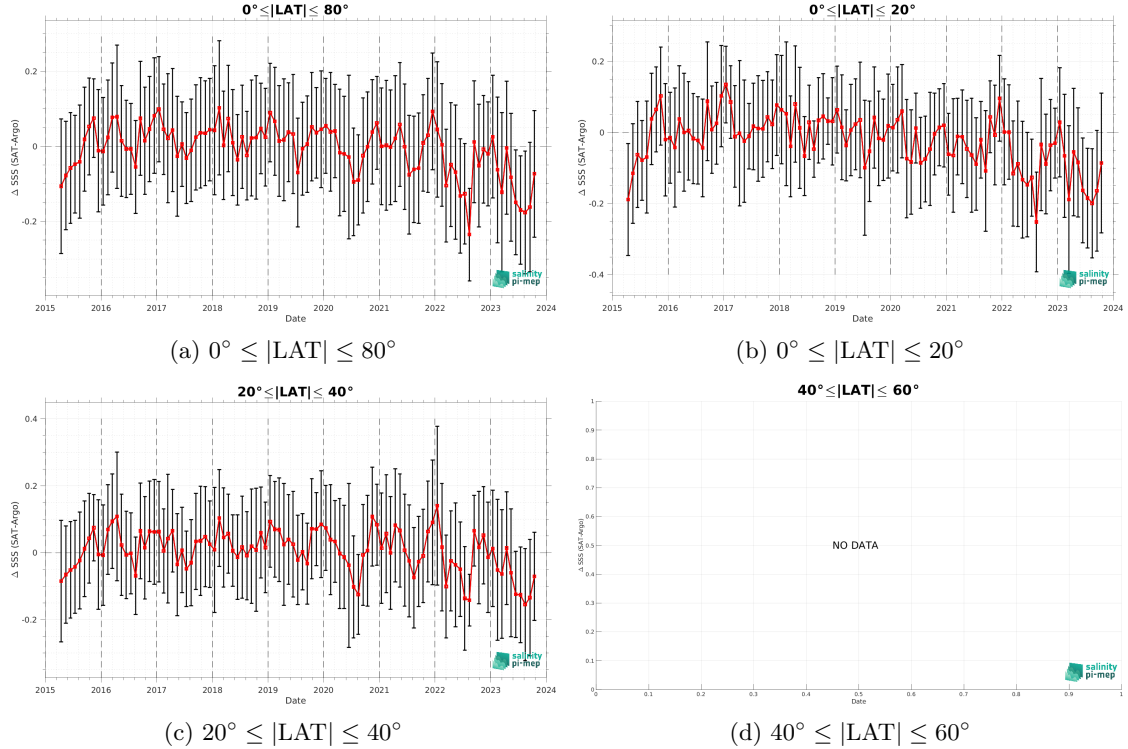 0°≤|LAT|≤ 80°
Δ SSS (SAT-Argo)
0.2
0
-0.2
2015 2016 2017 2018 2019 2020 2021 2022 2023 2024
Date
salinity
pi-mep
(a) 0° ≤ |LAT| ≤ 80°
0°≤|LAT|≤ 20°
Δ SSS (SAT-Argo)
0.2
0
-0.2
-0.4
2015 2016 2017 2018 2019 2020 2021 2022 2023 2024
Date
salinity
pi-mep
(b) 0° ≤ |LAT| ≤ 20°
20°≤|LAT|≤ 40°
Δ SSS (SAT-Argo)
0.4
0.2
0
-0.2
2015 2016 2017 2018 2019 2020 2021 2022 2023 2024
Date
salinity
pi-mep
(c) 20° ≤ |LAT| ≤ 40°
40°≤|LAT|≤ 60°
Δ SSS (SAT-Argo)
1
0.9
0.8
0.7
0.6
0.5
0.4
0.3
0.2
0.1
0
NO DATA
0 0.1 0.2 0.3 0.4 0.5 0.6 0.7 0.8 0.9 1
Date
salinity
pi-mep
(d) 40° ≤ |LAT| ≤ 60°